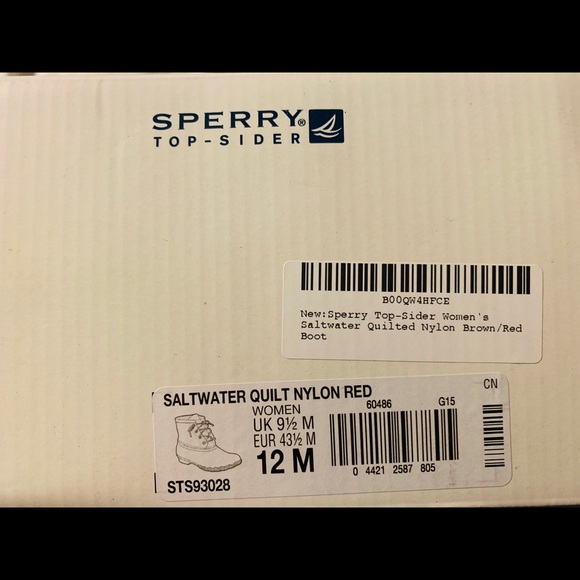 SPERRY®
TOP-SIDER
B00QW4HFCE
New:Sperry Top-Sider Women's
Saltwater Quilted Nylon Brown/Red
Boot
SALTWATER QUILT NYLON RED
CN
WOMEN
60486
G15
UK 9½ M
EUR 43½ M
12 M
0 4421 2587 805
STS93028